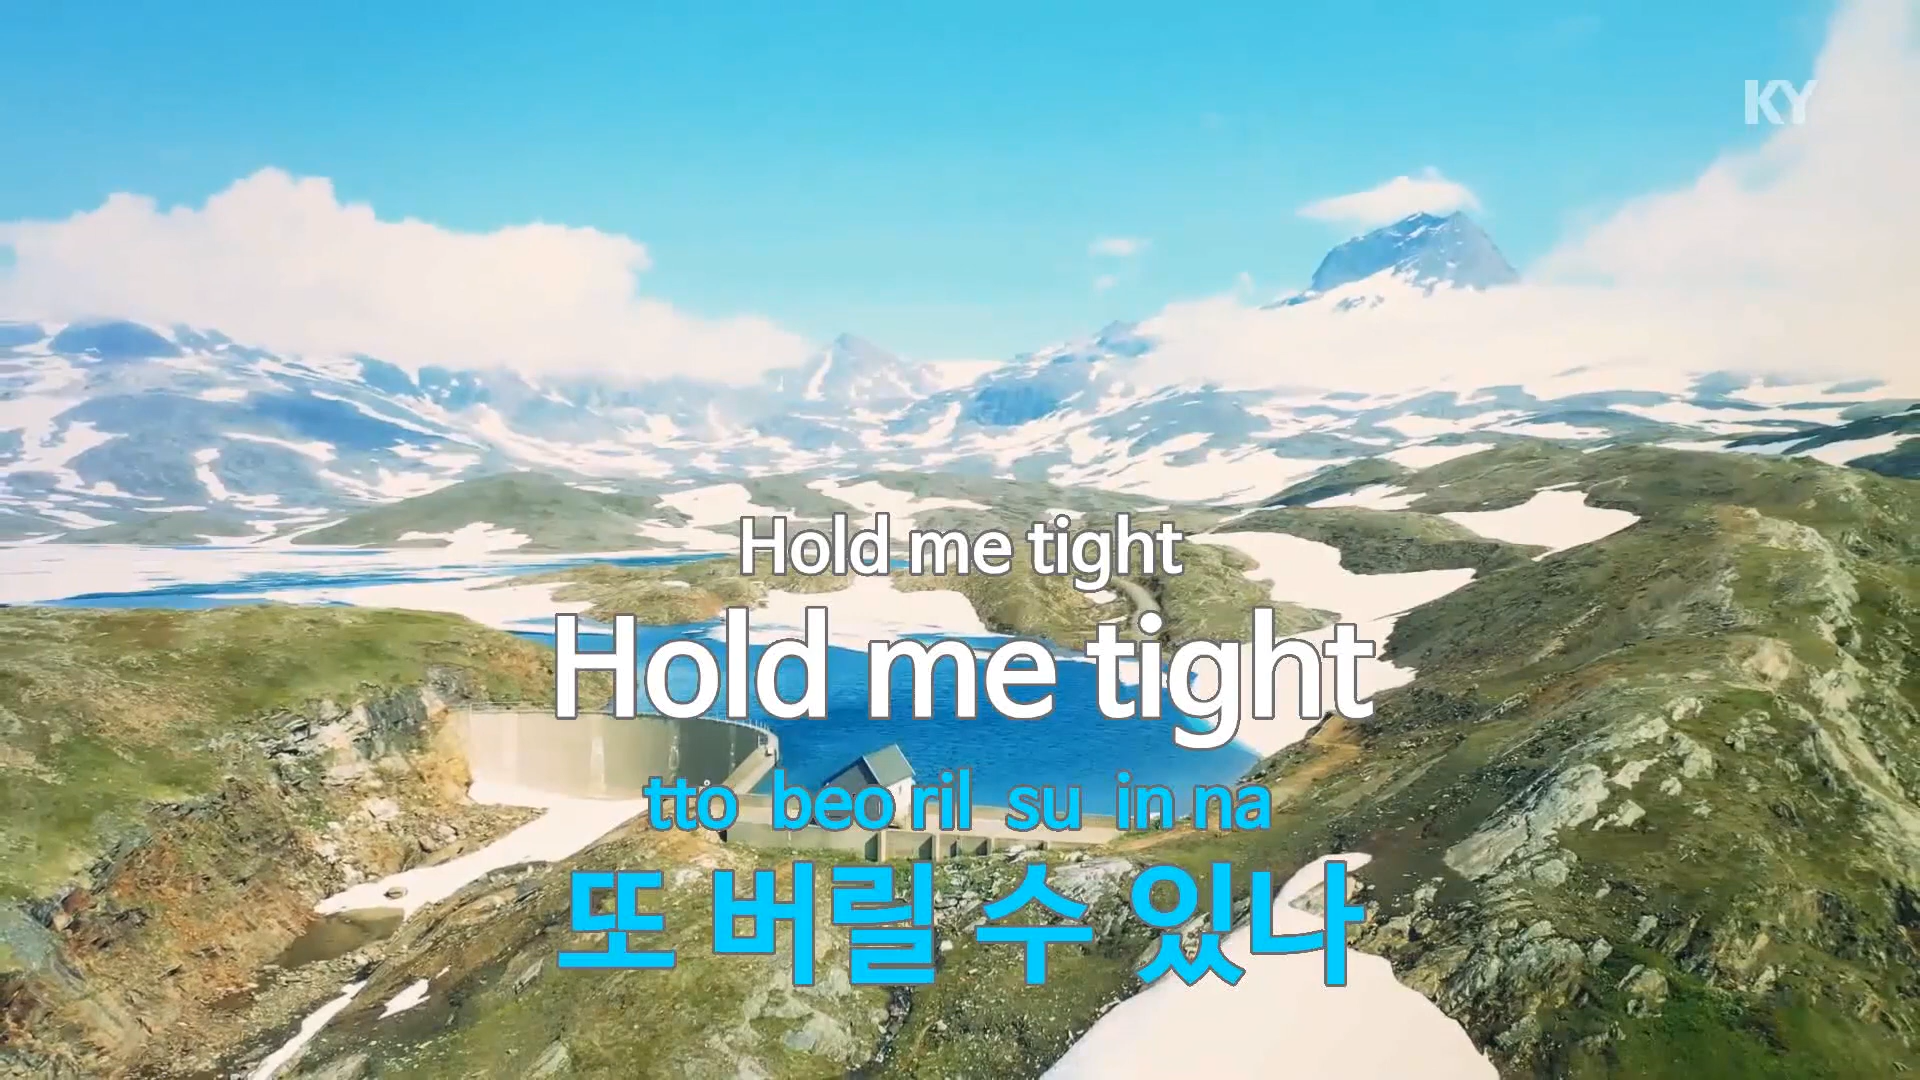 KY
Hold me tight
Hold me tight
tto beo ril su in na
또 버릴 수 있나